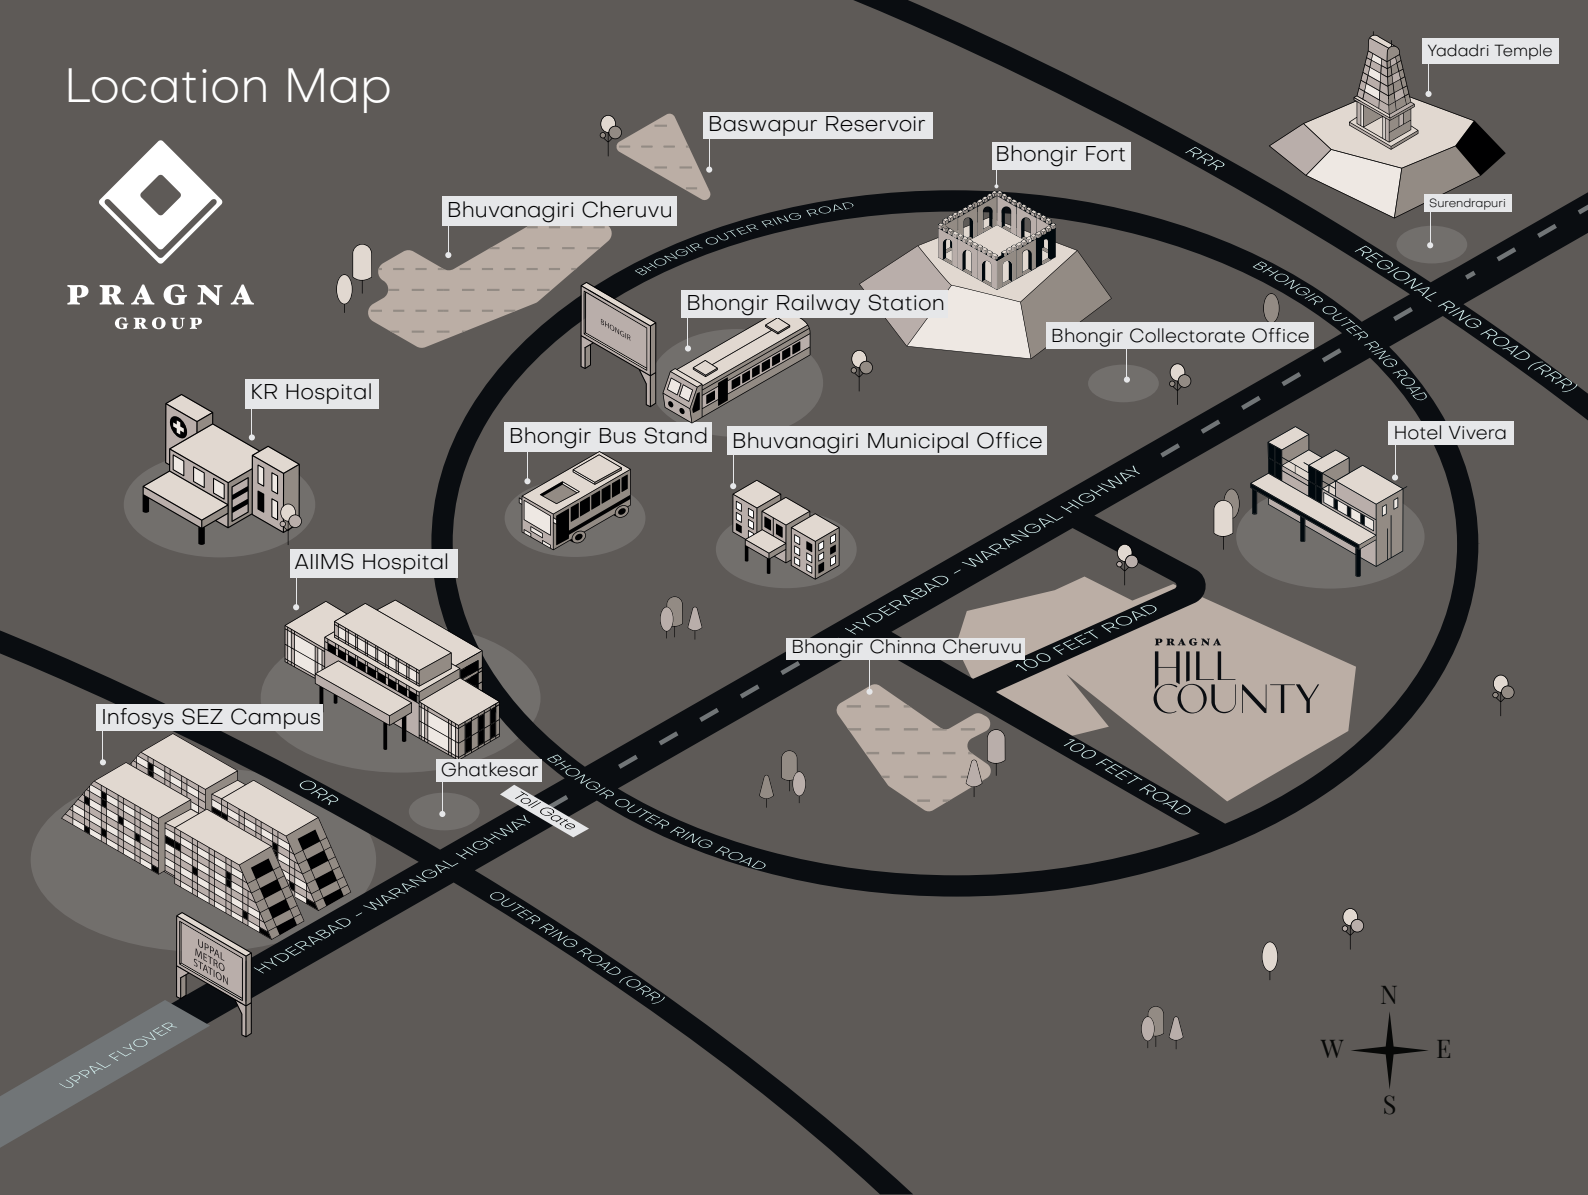 Location Map
PRAGNA
GROUP
Yadadri Temple
Baswapur Reservoir
Bhongir Fort
RRR
Surendrapuri
Bhuvanagiri Cheruvu
BHONGIR OUTER RING ROAD
BHONGIR OUTER RING ROAD
REGIONAL RING ROAD (RRR)
Bhongir Railway Station
BHONGIR
Bhongir Collectorate Office
KR Hospital
Bhongir Bus Stand
Bhuvanagiri Municipal Office
Hotel Vivera
HYDERABAD - WARANGAL HIGHWAY
AIIMS Hospital
Bhongir Chinna Cheruvu
100 FEET ROAD
PRAGNA
HILL
COUNTY
Infosys SEZ Campus
100 FEET ROAD
Ghatkesar
ORR
Toll Gate
BHONGIR OUTER RING ROAD
HYDERABAD - WARANGAL HIGHWAY
OUTER RING ROAD (ORR)
UPPAL
METRO
STATION
UPPAL FLYOVER
N
W E
S